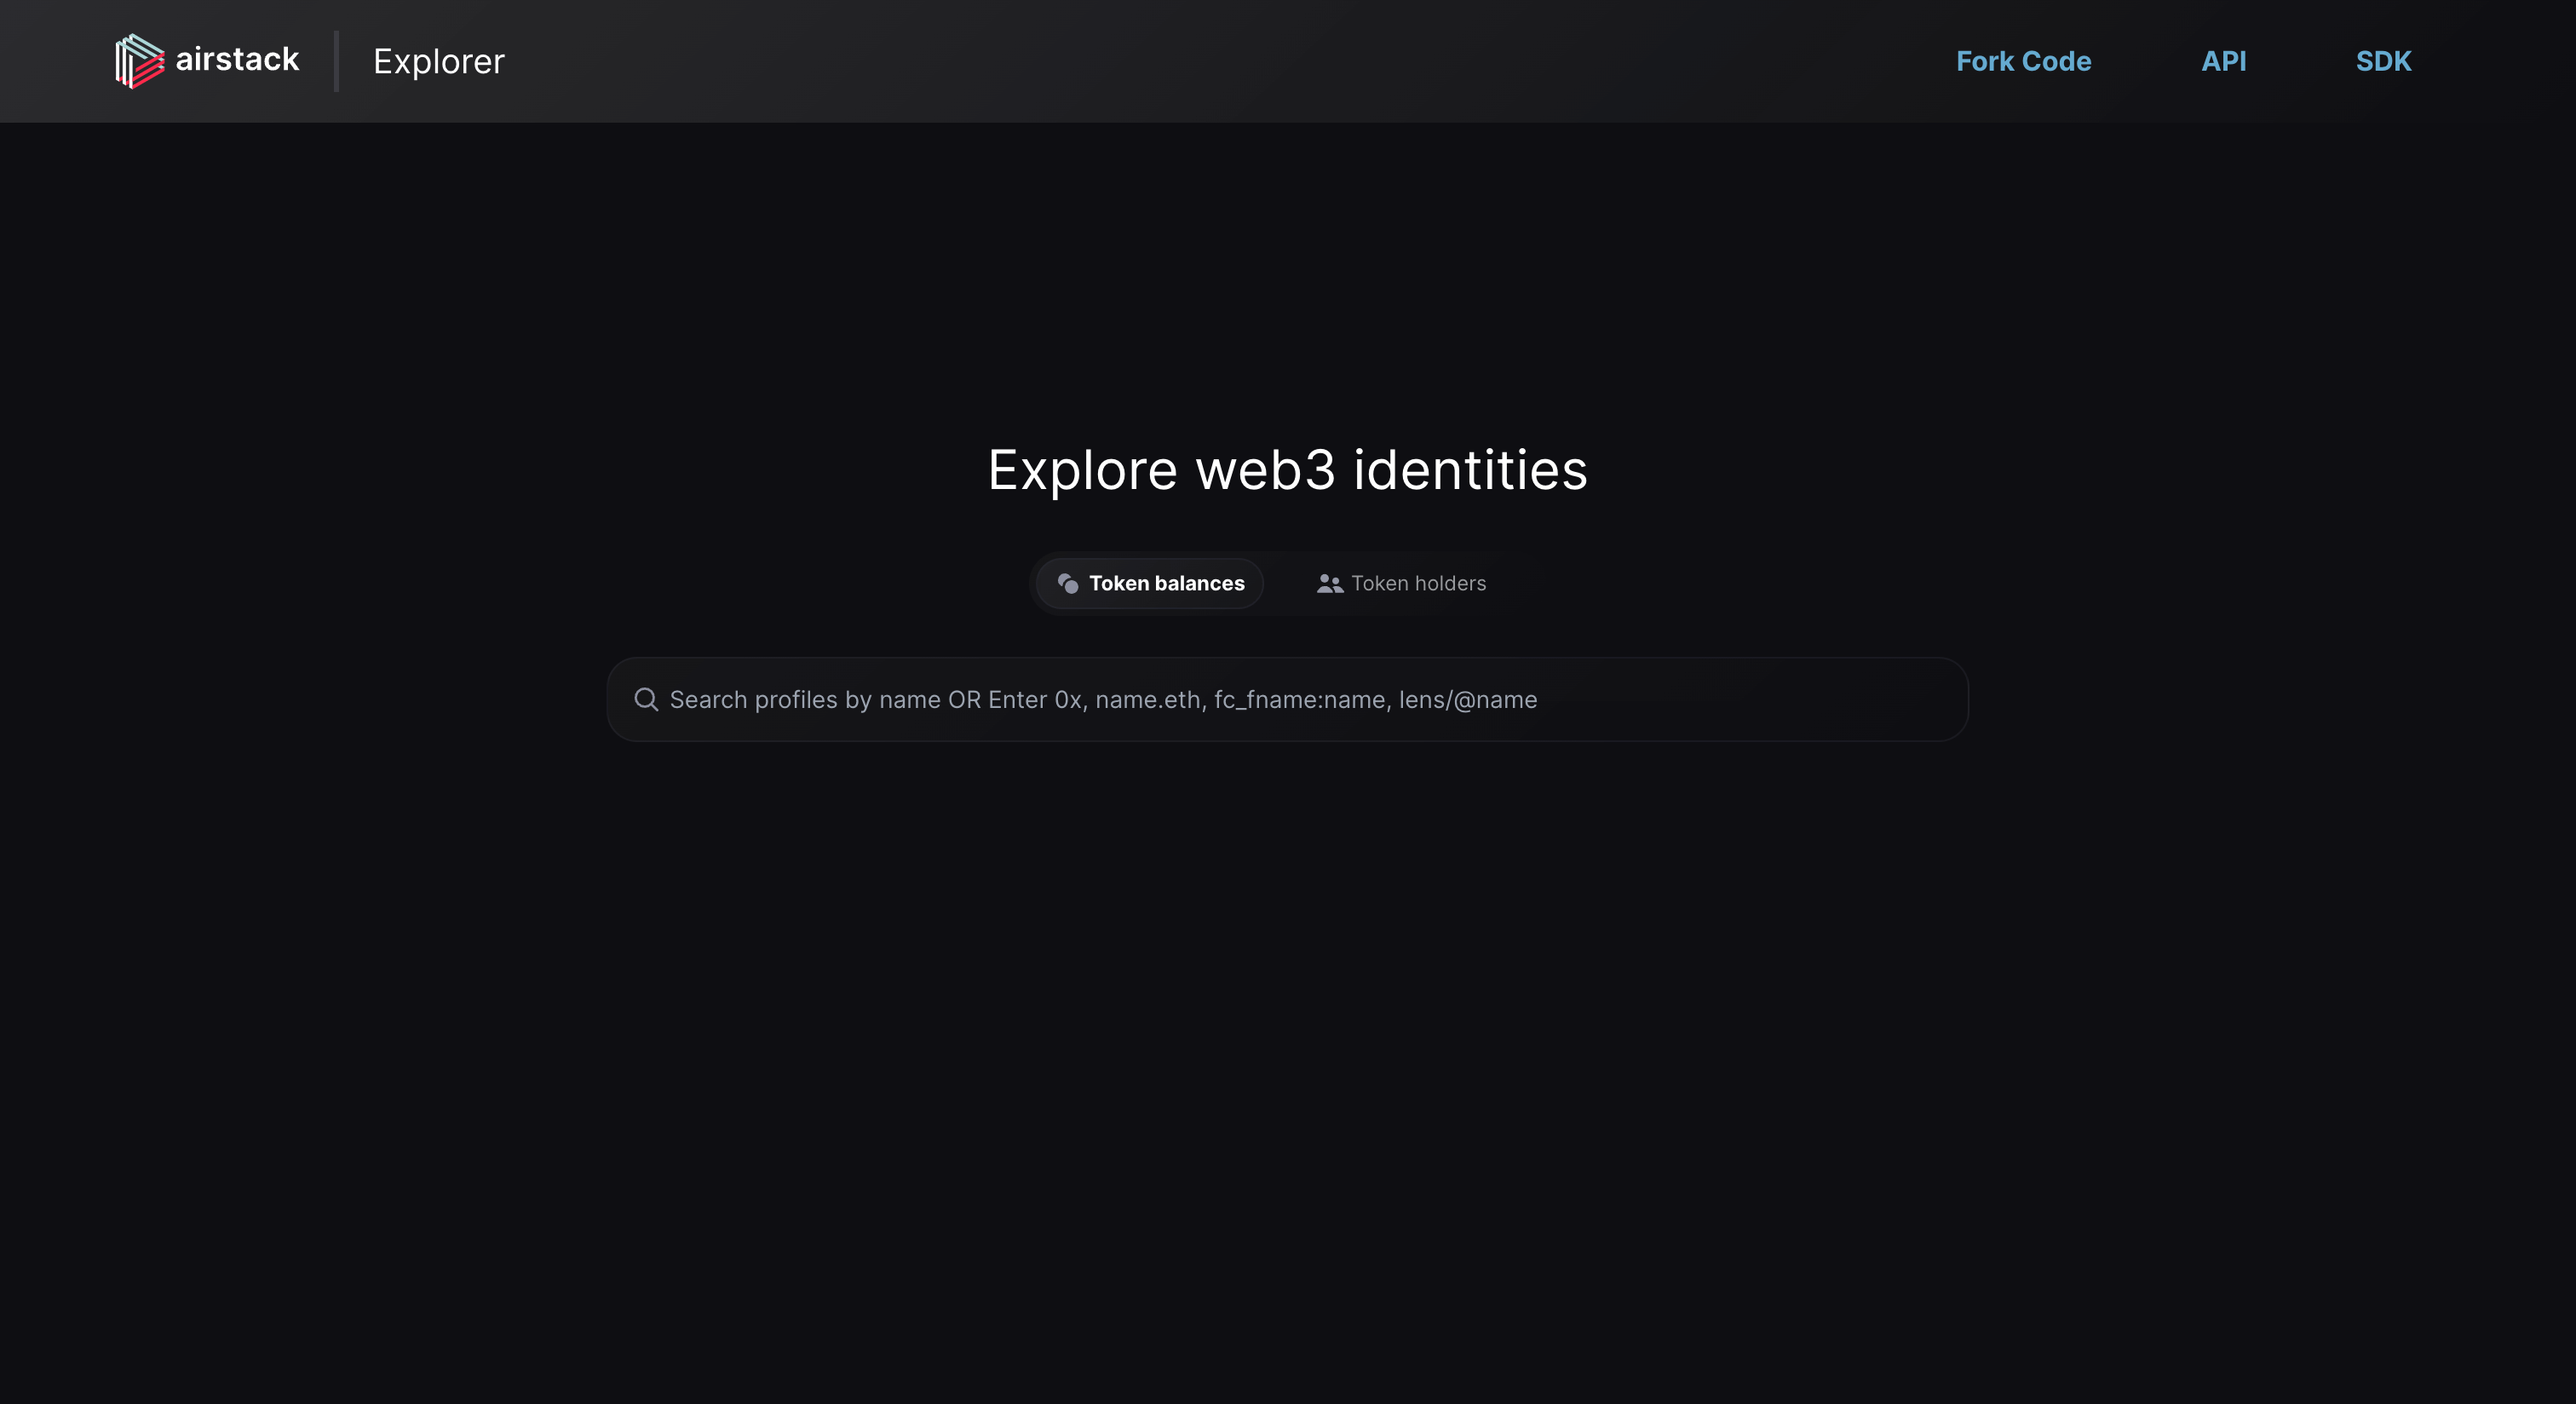 airstack
Explorer
Fork Code
API
SDK
Explore web3 identities
Token balances
Token holders
Search profiles by name OR Enter 0x, name.eth, fc_fname:name, lens/@name